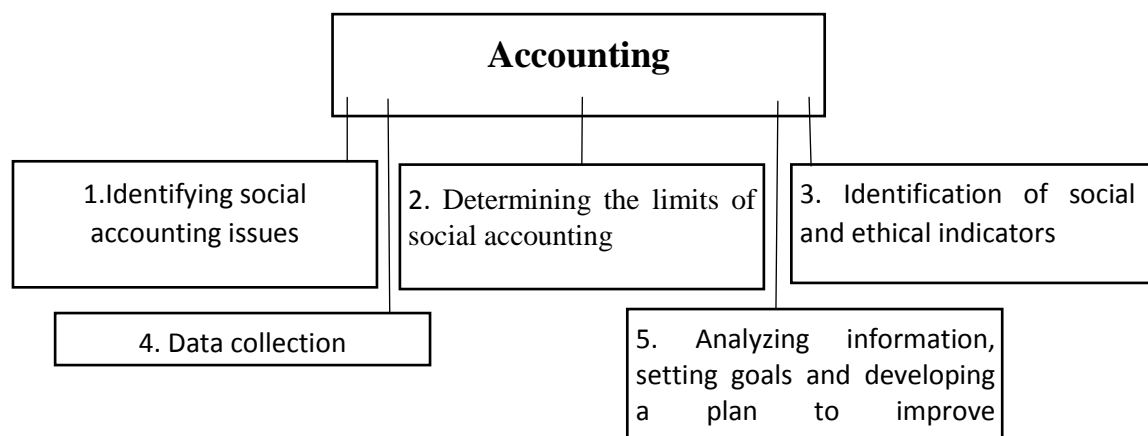 Accounting
1.Identifying social
accounting issues
2. Determining the limits of
social accounting
3. Identification of social
and ethical indicators
4. Data collection
5. Analyzing information,
setting goals and developing
a plan to improve